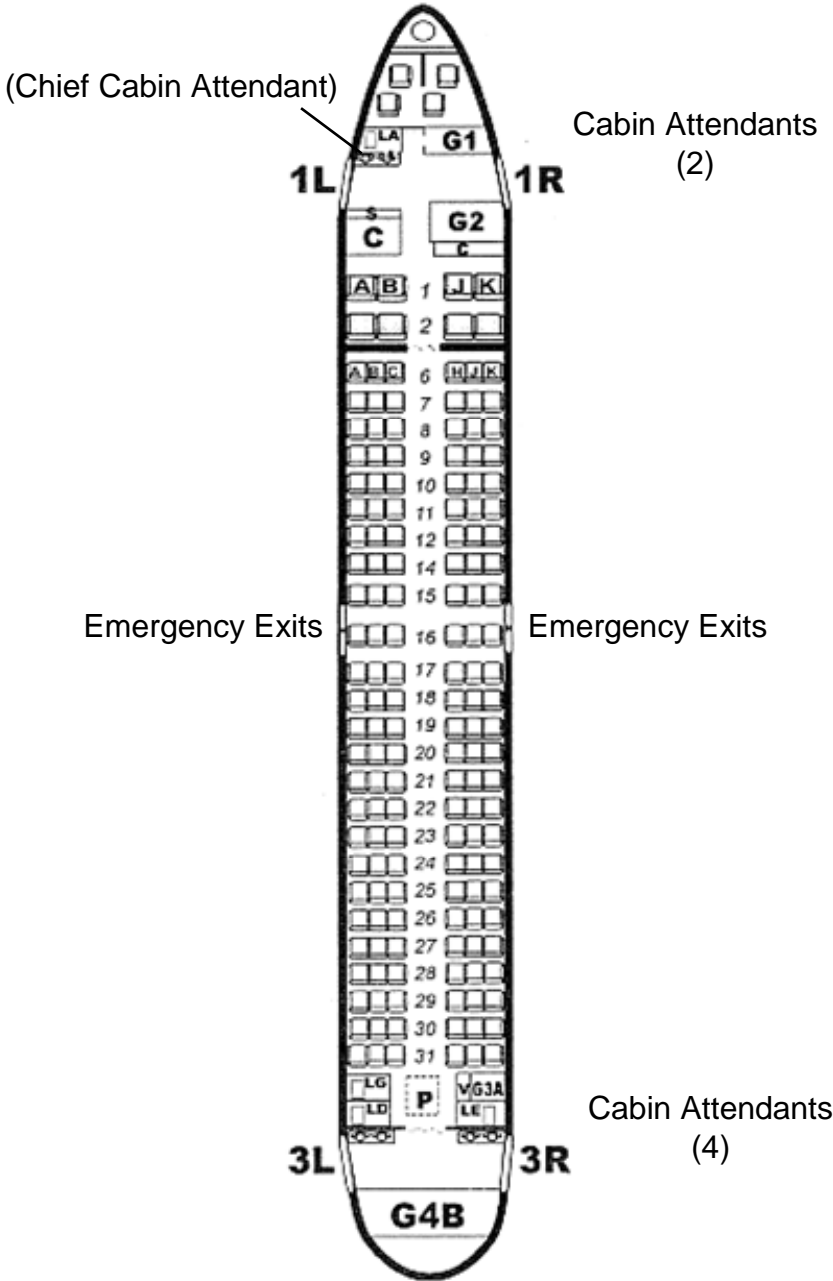 (Chief Cabin Attendant)
Cabin Attendants
(2)
LA
G1
1L
1R
S
C
G2
C
A B 1 J K
2
A B C 6 H J K
7
8
9
10
11
12
14
15
Emergency Exits 16 Emergency Exits
17
18
19
20
21
22
23
24
25
26
27
28
29
30
31
LG P V G3A
LD LE
Cabin Attendants
(4)
3L
3R
G4B